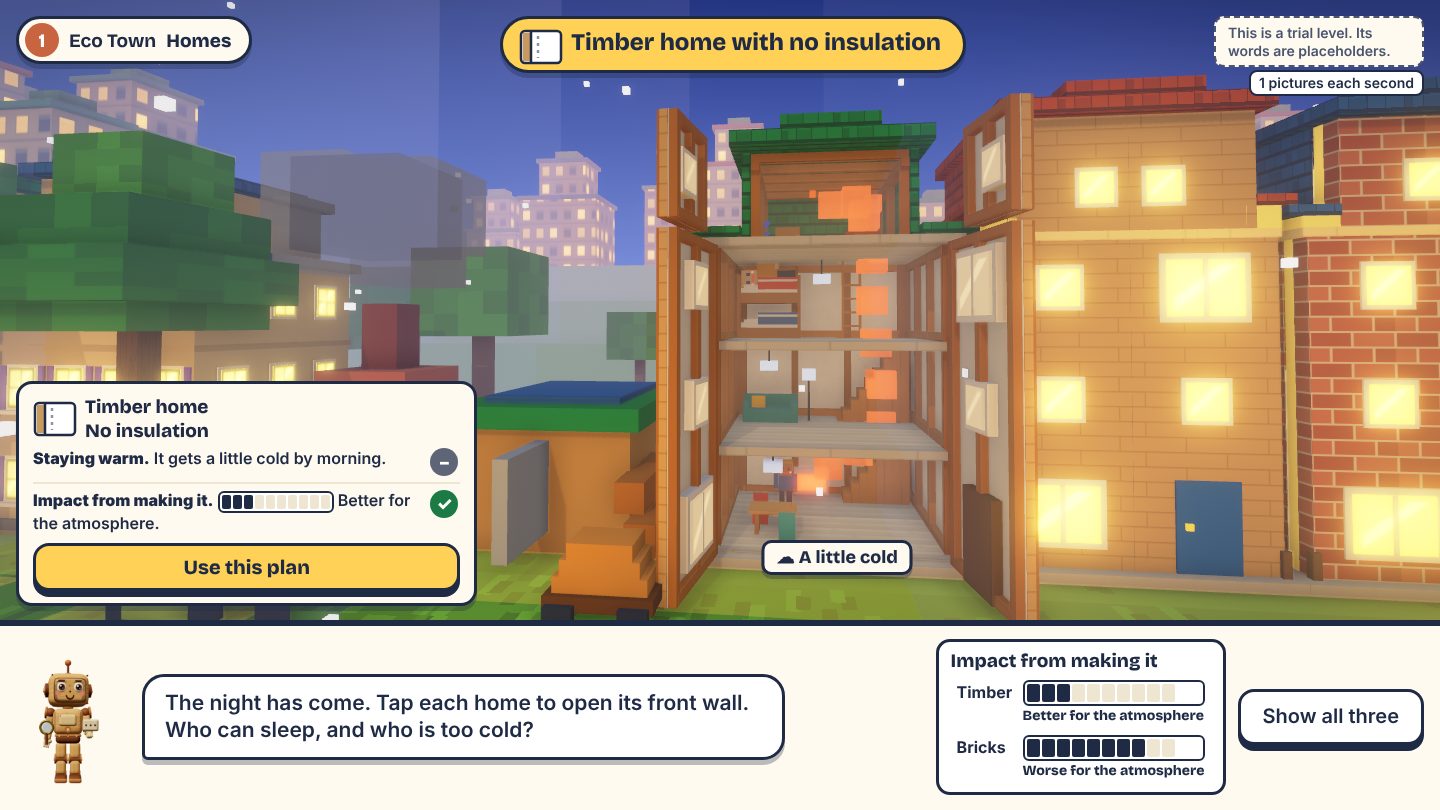 1 Eco Town Homes
Timber home with no insulation
This is a trial level. Its
words are placeholders.
1 pictures each second
Timber home
No insulation
Staying warm. It gets a little cold by morning.
Impact from making it. Better for
the atmosphere.
Use this plan
A little cold
The night has come. Tap each home to open its front wall.
Who can sleep, and who is too cold?
Impact from making it
Timber
Better for the atmosphere
Bricks
Worse for the atmosphere
Show all three